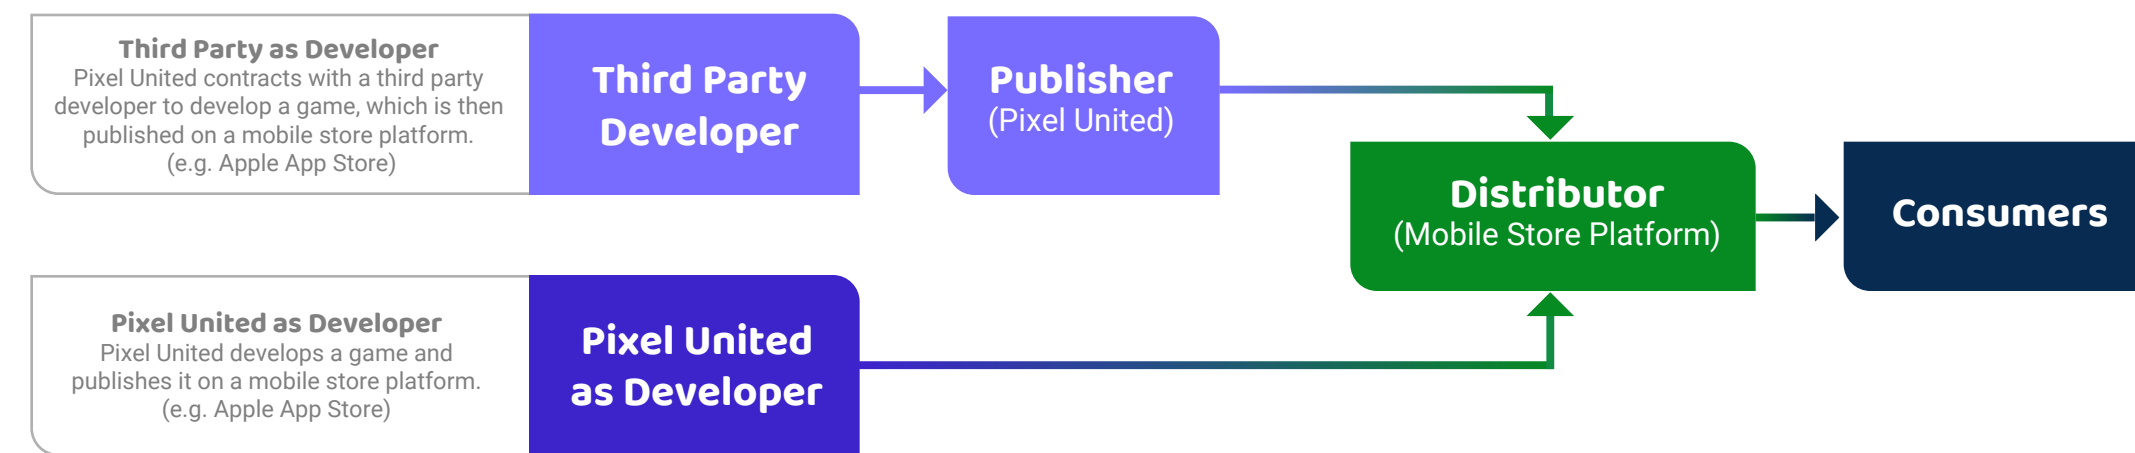 Third Party as Developer
Pixel United contracts with a third party
developer to develop a game, which is then
published on a mobile store platform.
(e.g. Apple App Store)
Third Party
Developer
Publisher
(Pixel United)
Distributor
(Mobile Store Platform)
Consumers
Pixel United as Developer
Pixel United develops a game and
publishes it on a mobile store platform.
(e.g. Apple App Store)
Pixel United
as Developer